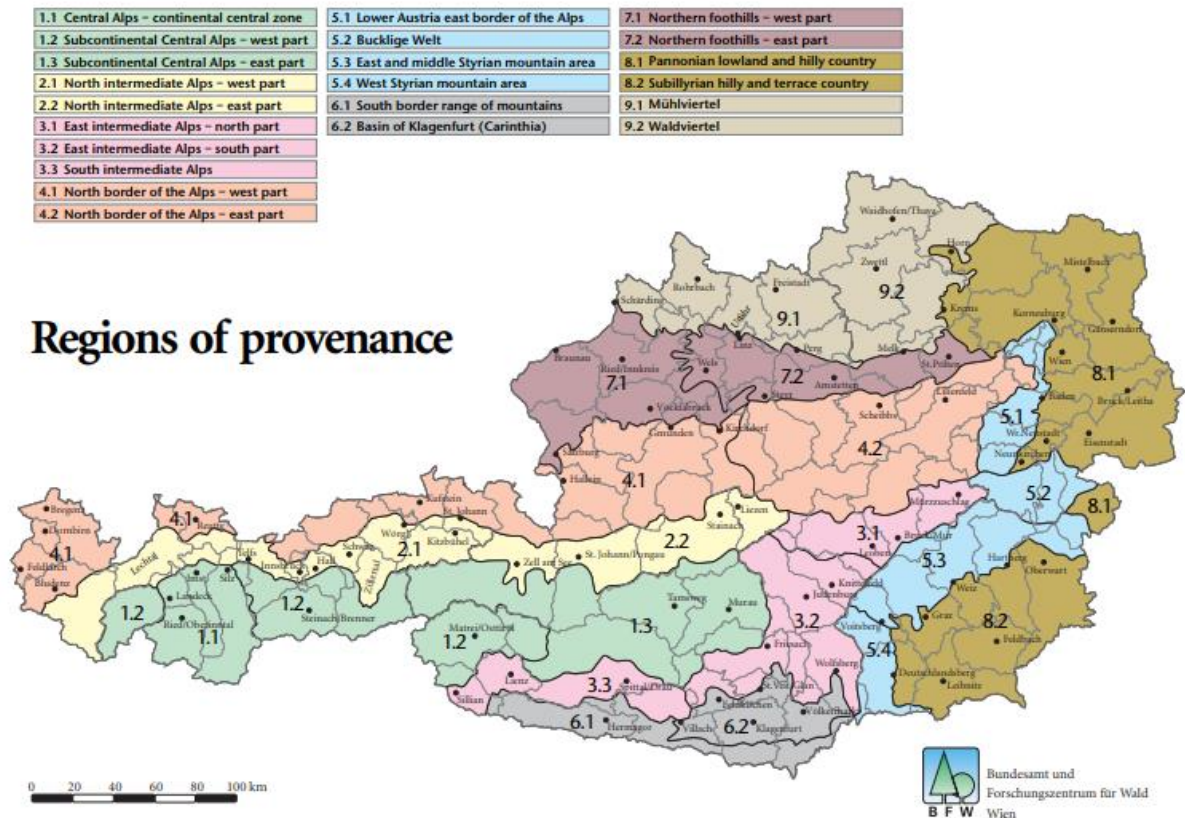 1.1 Central Alps – continental central zone
1.2 Subcontinental Central Alps – west part
1.3 Subcontinental Central Alps – east part
2.1 North intermediate Alps – west part
2.2 North intermediate Alps – east part
3.1 East intermediate Alps – north part
3.2 East intermediate Alps – south part
3.3 South intermediate Alps
4.1 North border of the Alps – west part
4.2 North border of the Alps – east part
5.1 Lower Austria east border of the Alps
5.2 Bucklige Welt
5.3 East and middle Styrian mountain area
5.4 West Styrian mountain area
6.1 South border range of mountains
6.2 Basin of Klagenfurt (Carinthia)
7.1 Northern foothills – west part
7.2 Northern foothills – east part
8.1 Pannonian lowland and hilly country
8.2 Subillyrian hilly and terrace country
9.1 Mühlviertel
9.2 Waldviertel
Regions of provenance
Waidhofen/Thaya
Horn
Mistelbach
Zwettl
Rohrbach
Freistadt
9.2
Schärding
9.1
Krems
Korneuburg
Gänserndorf
Urfahr
Linz
Braunau
Ried/Innkreis
Wels
Perg
Melk
St.Pölten
Wien
7.1
7.2
Amstetten
8.1
Steyr
Vöcklabruck
Lilienfeld
Baden
Bruck/Leitha
Scheibbs
5.1
Gmunden
Kirchdorf
Wr.Neustadt
Eisenstadt
4.2
Salzburg
Neunkirchen
Hallein
4.1
5.2
Bregenz
Kufstein
Mürzzuschlag
Dornbirn
4.1
Reutte
St.Johann
Liezen
8.1
Stainach
4.1
Wörgl
Kitzbühel
2.1
2.2
3.1
Bruck/Mur
Feldkirch
Lechtal
Telfs
Schwaz
Leoben
5.3
Hartberg
Bludenz
Innsbruck
Hall
Zillertal
Zell am See
St. Johann/Pongau
Oberwart
Imst
Silz
Knittelfeld
Weiz
1.2
Landeck
1.2
Judenburg
Steinach/Brenner
Tamsweg
Murau
3.2
Voitsberg
Graz
Ried/Oberinntal
1.1
Matrei/Osttirol
1.2
1.3
8.2
Feldbach
Friesach
5.4
Wolfsberg
Lienz
Deutschlandsberg
Leibnitz
Sillian
3.3
Spittal/Drau
St.Veit/Glan
Feldkirchen
Völkermarkt
6.1
Hermagor
Villach
6.2
Klagenfurt
0 20 40 60 80 100 km
BFW
Bundesamt und
Forschungszentrum für Wald
Wien